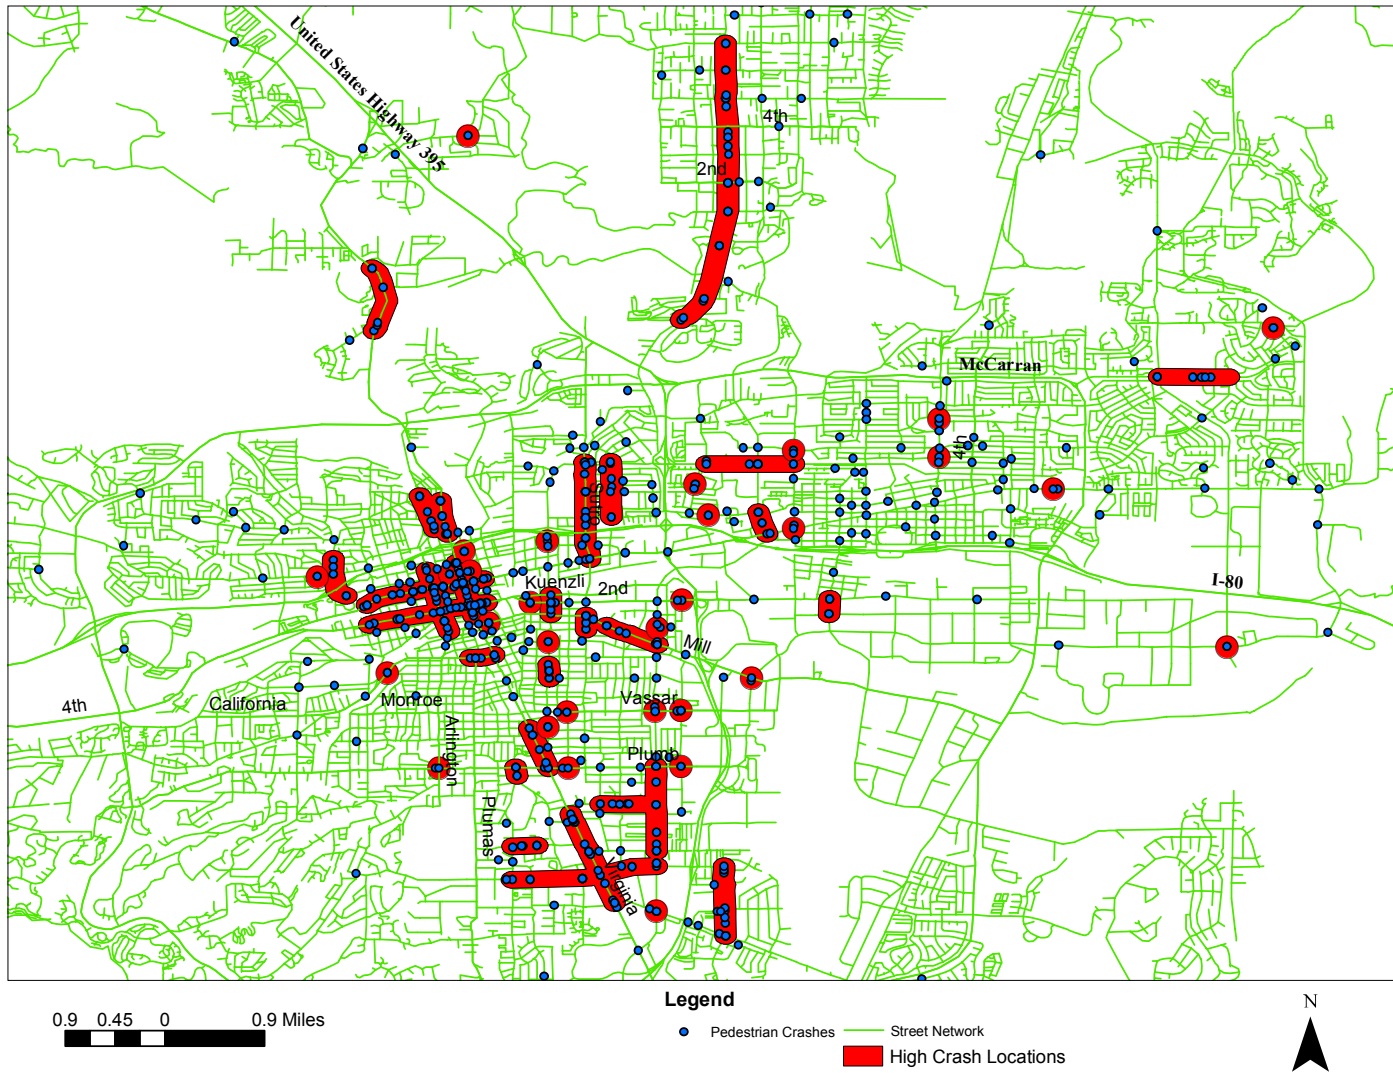 United States Highway 395
4th
2nd
McCarran
4th
Sutro
Kuenzli
2nd
I-80
Mill
California
Monroe
Vassar
4th
Arlington
Plumb
Plumas
Virginia
Legend
Pedestrian Crashes
Street Network
High Crash Locations
0.9 0.45 0 0.9 Miles
N